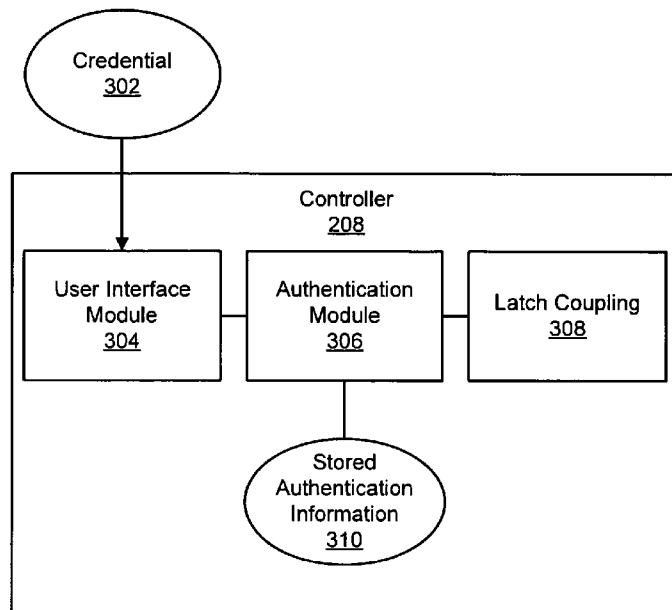 Credential
302
Controller
208
User Interface
Module
304
Authentication
Module
306
Latch Coupling
308
Stored
Authentication
Information
310